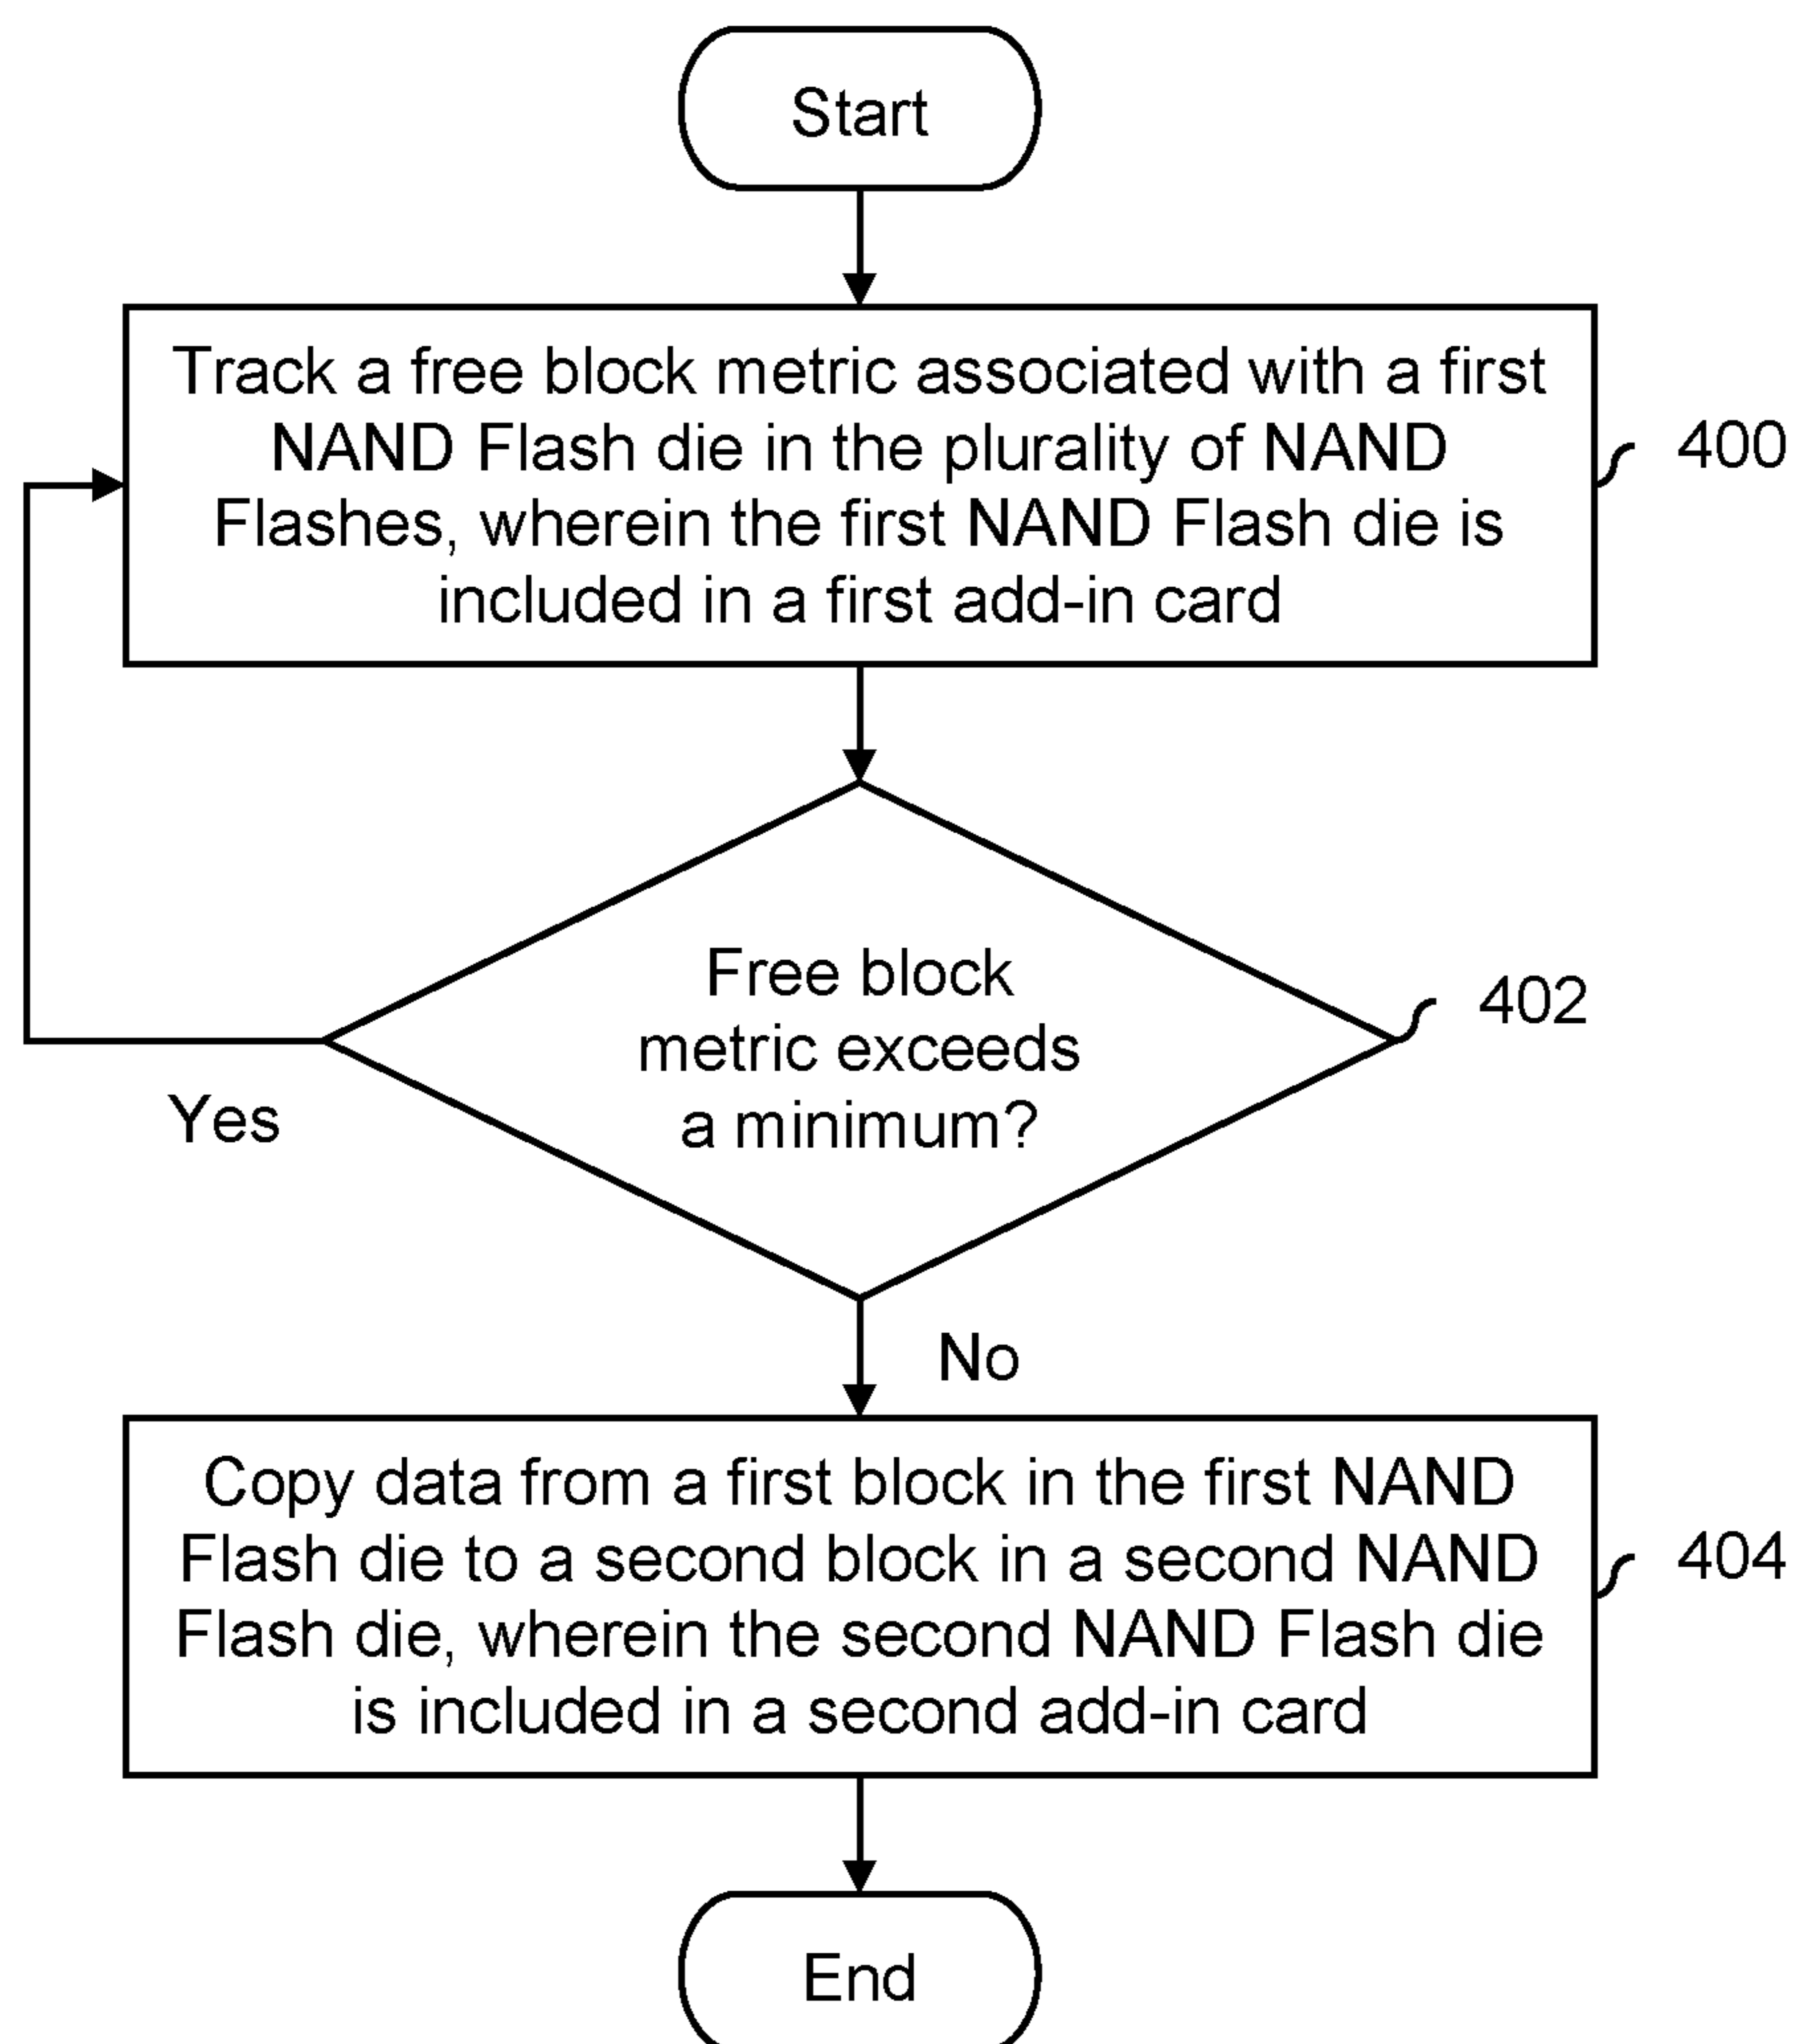 Start
Track a free block metric associated with a first
NAND Flash die in the plurality of NAND
Flashes, wherein the first NAND Flash die is
included in a first add-in card
400
Free block
metric exceeds
a minimum?
402
Yes
No
Copy data from a first block in the first NAND
Flash die to a second block in a second NAND
Flash die, wherein the second NAND Flash die
is included in a second add-in card
404
End